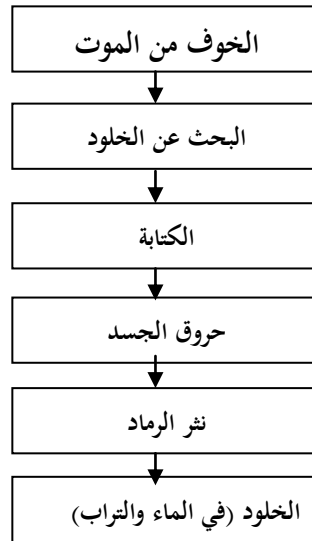 الخوف من الموت
البحث عن الخلود
الكتابة
حروق الجسد
نثر الرماد
الخلود (في الماء والتراب)